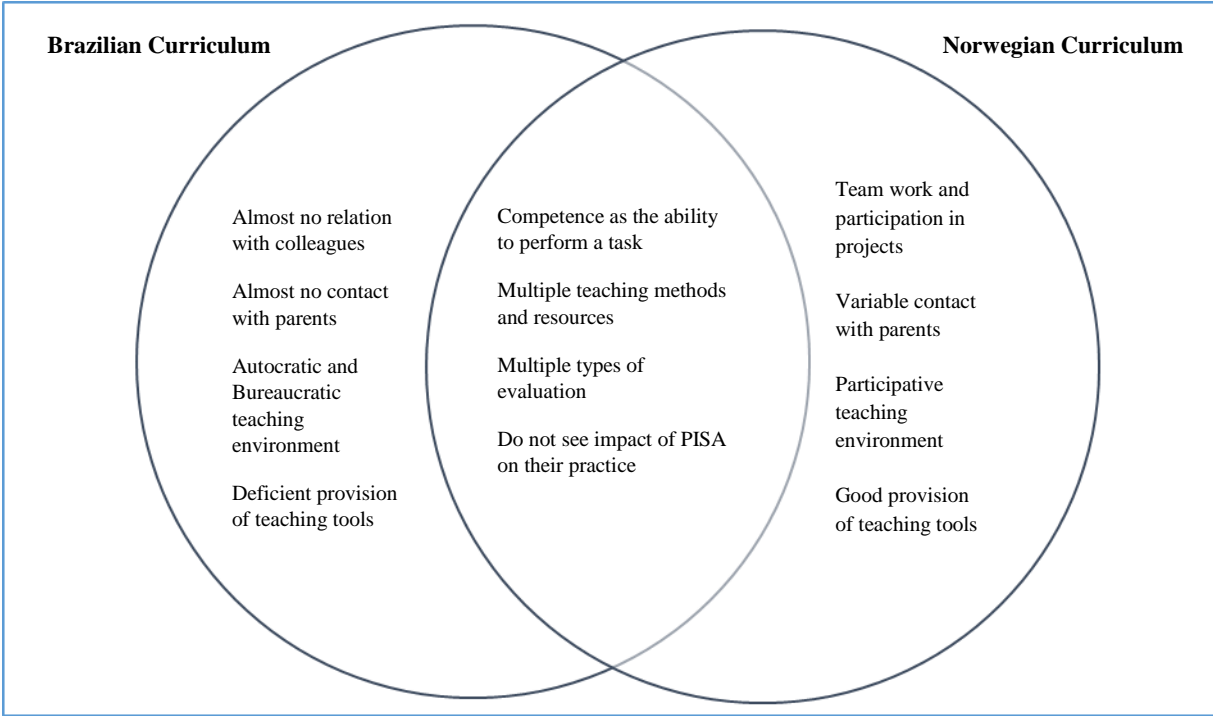 Brazilian Curriculum
Norwegian Curriculum
Almost no relation
with colleagues
Almost no contact
with parents
Autocratic and
Bureaucratic
teaching
environment
Deficient provision
of teaching tools
Competence as the ability
to perform a task
Multiple teaching methods
and resources
Multiple types of
evaluation
Do not see impact of PISA
on their practice
Team work and
participation in
projects
Variable contact
with parents
Participative
teaching
environment
Good provision
of teaching tools